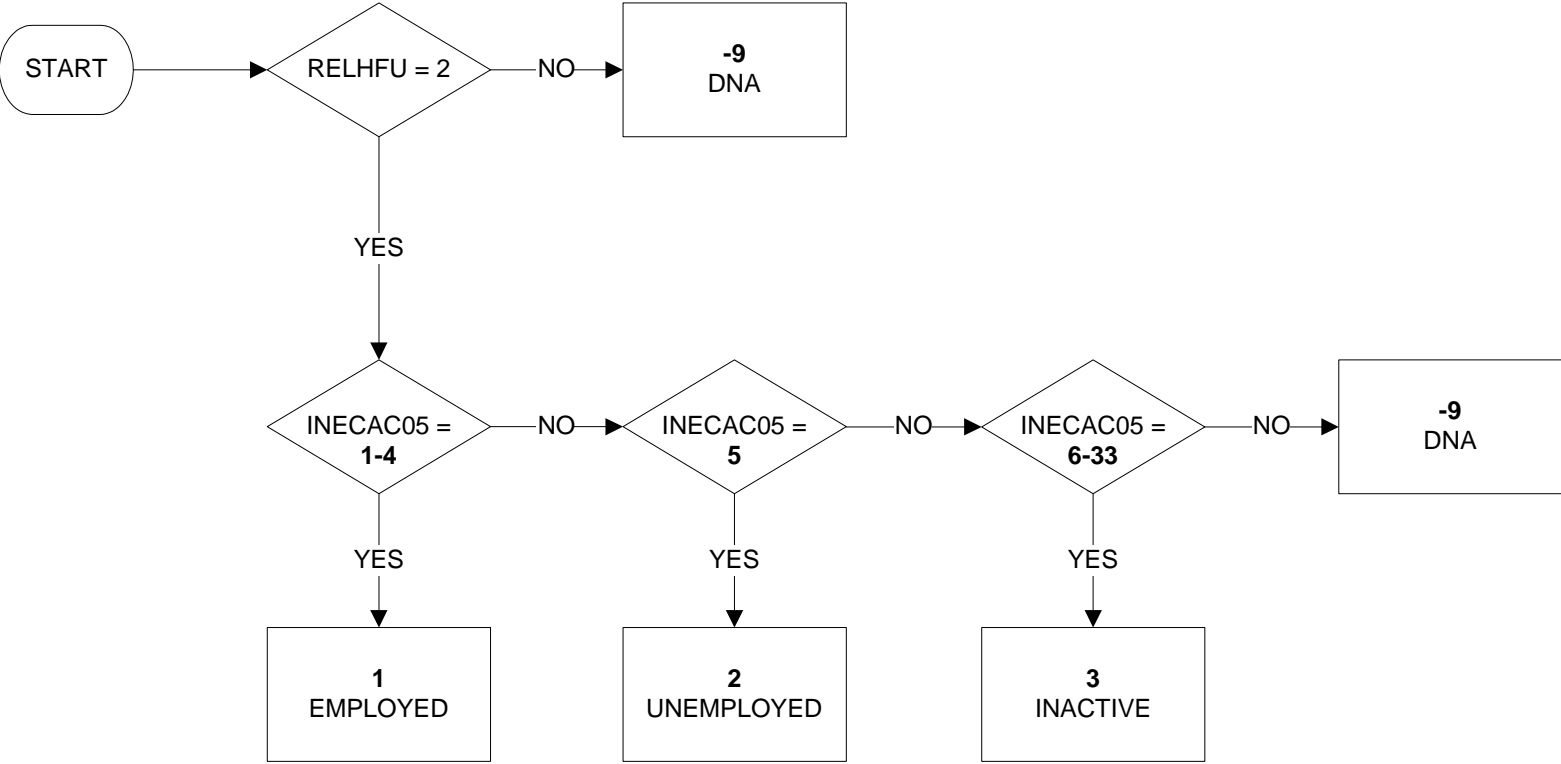 START
RELHFU = 2
NO
-9
DNA
YES
INECAC05 =
1-4
NO
INECAC05 =
5
NO
INECAC05 =
6-33
NO
-9
DNA
YES
YES
YES
1
EMPLOYED
2
UNEMPLOYED
3
INACTIVE